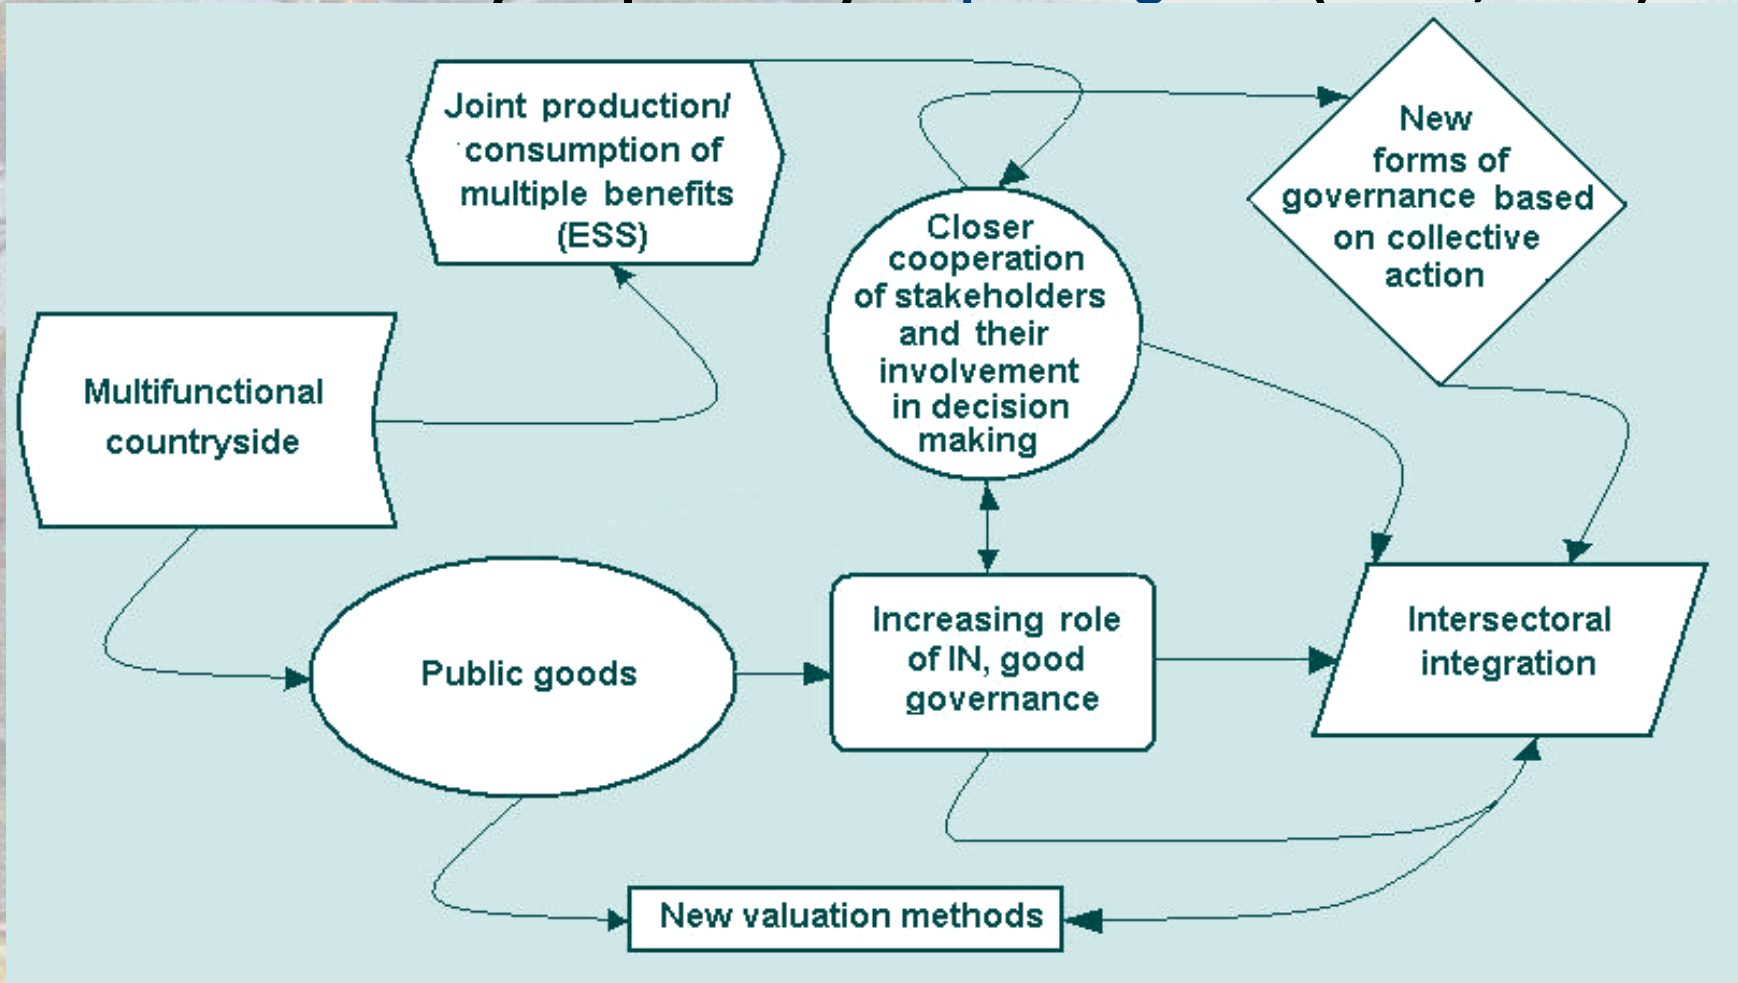 Joint production/
consumption of
multiple benefits
(ESS)
New
forms of
governance based
on collective
action
Closer
cooperation
of stakeholders
and their
involvement
in decision
making
Multifunctional
countryside
Public goods
Increasing role
of IN, good
governance
Intersectoral
integration
New valuation methods